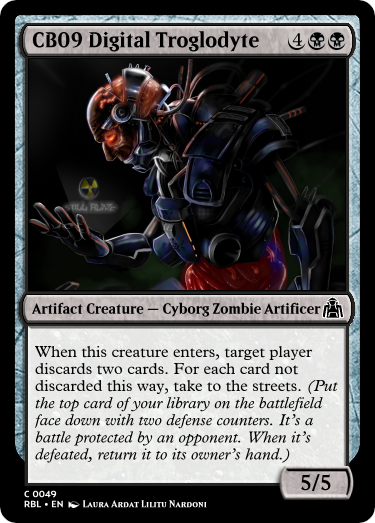 CB09 Digital Troglodyte 4
Artifact Creature — Cyborg Zombie Artificer
When this creature enters, target player
discards two cards. For each card not
discarded this way, take to the streets. (Put
the top card of your library on the battlefield
face down with two defense counters. It's a
battle protected by an opponent. When it's
defeated, return it to its owner's hand.)
5/5
C 0049
RBL • EN Laura Ardat Lilitu Nardoni